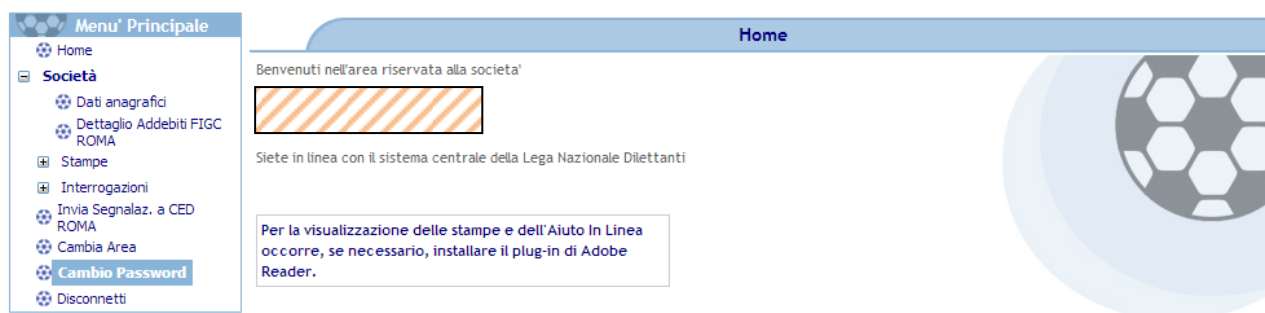 Menu' Principale
Home
Società
Dati anagrafici
Dettaglio Addebiti FIGC
ROMA
Stampe
Interrogazioni
Invia Segnalaz. a CED
ROMA
Cambia Area
Cambio Password
Disconnetti
Home
Benvenuti nell'area riservata alla societa'
Siete in linea con il sistema centrale della Lega Nazionale Dilettanti
Per la visualizzazione delle stampe e dell'Aiuto In Linea
occorre, se necessario, installare il plug-in di Adobe
Reader.